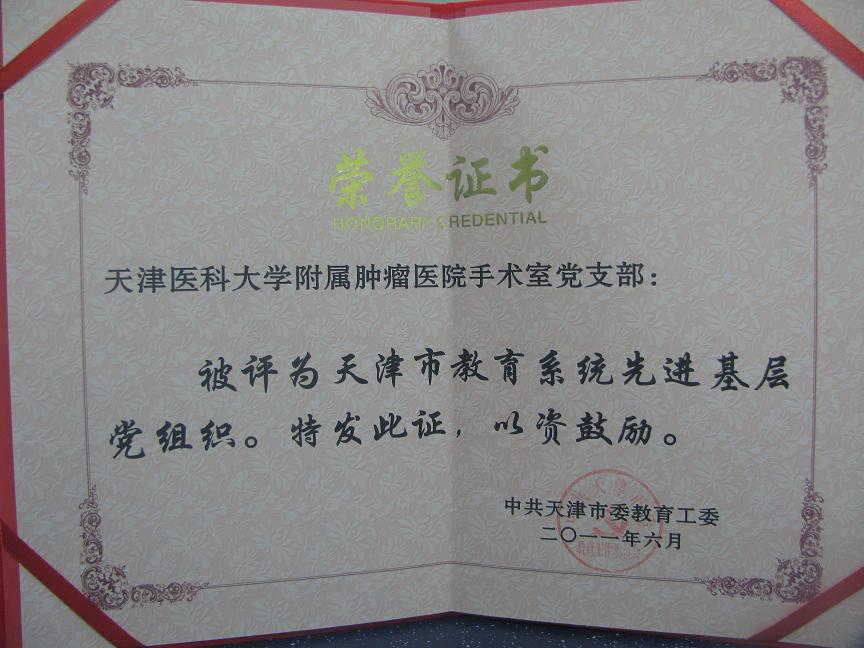 荣誉证书
HONORARY CREDENTIAL
天津医科大学附属肿瘤医院手术室党支部：
被评为天津市教育系统先进基层
党组织。特发此证，以资鼓励。
中共天津市委教育工委
二〇一一年六月